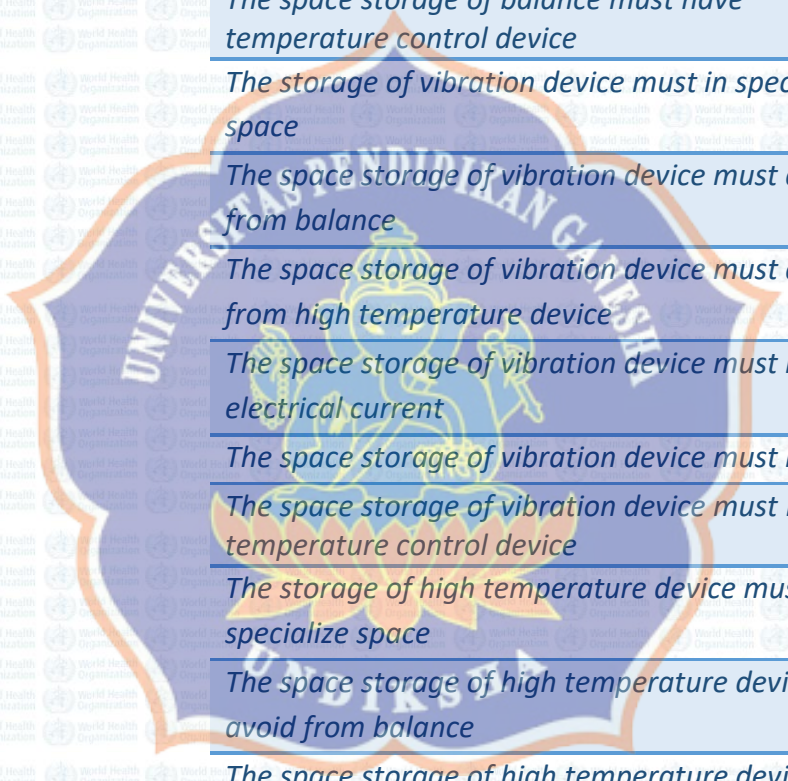 The space storage of balance must have
temperature control device
The storage of vibration device must in
space
The space storage of vibration device must
from balance
The space storage of vibration device must
from high temperature device
The space storage of vibration device must
electrical current
The space storage of vibration device must
The space storage of vibration device must
temperature control device
The storage of high temperature device
specialize space
The space storage of high temperature
avoid from balance
The space storage of high temperature
UNIVERSITAS PENDIDIKAN GANESHA
UNDIKSHA
World Health
Organization